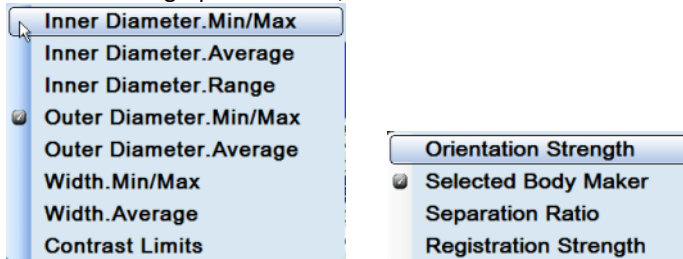 Inner Diameter.Min/Max
Inner Diameter.Average
Inner Diameter.Range
Outer Diameter.Min/Max
Outer Diameter.Average
Width.Min/Max
Width.Average
Contrast Limits
Orientation Strength
Selected Body Maker
Separation Ratio
Registration Strength